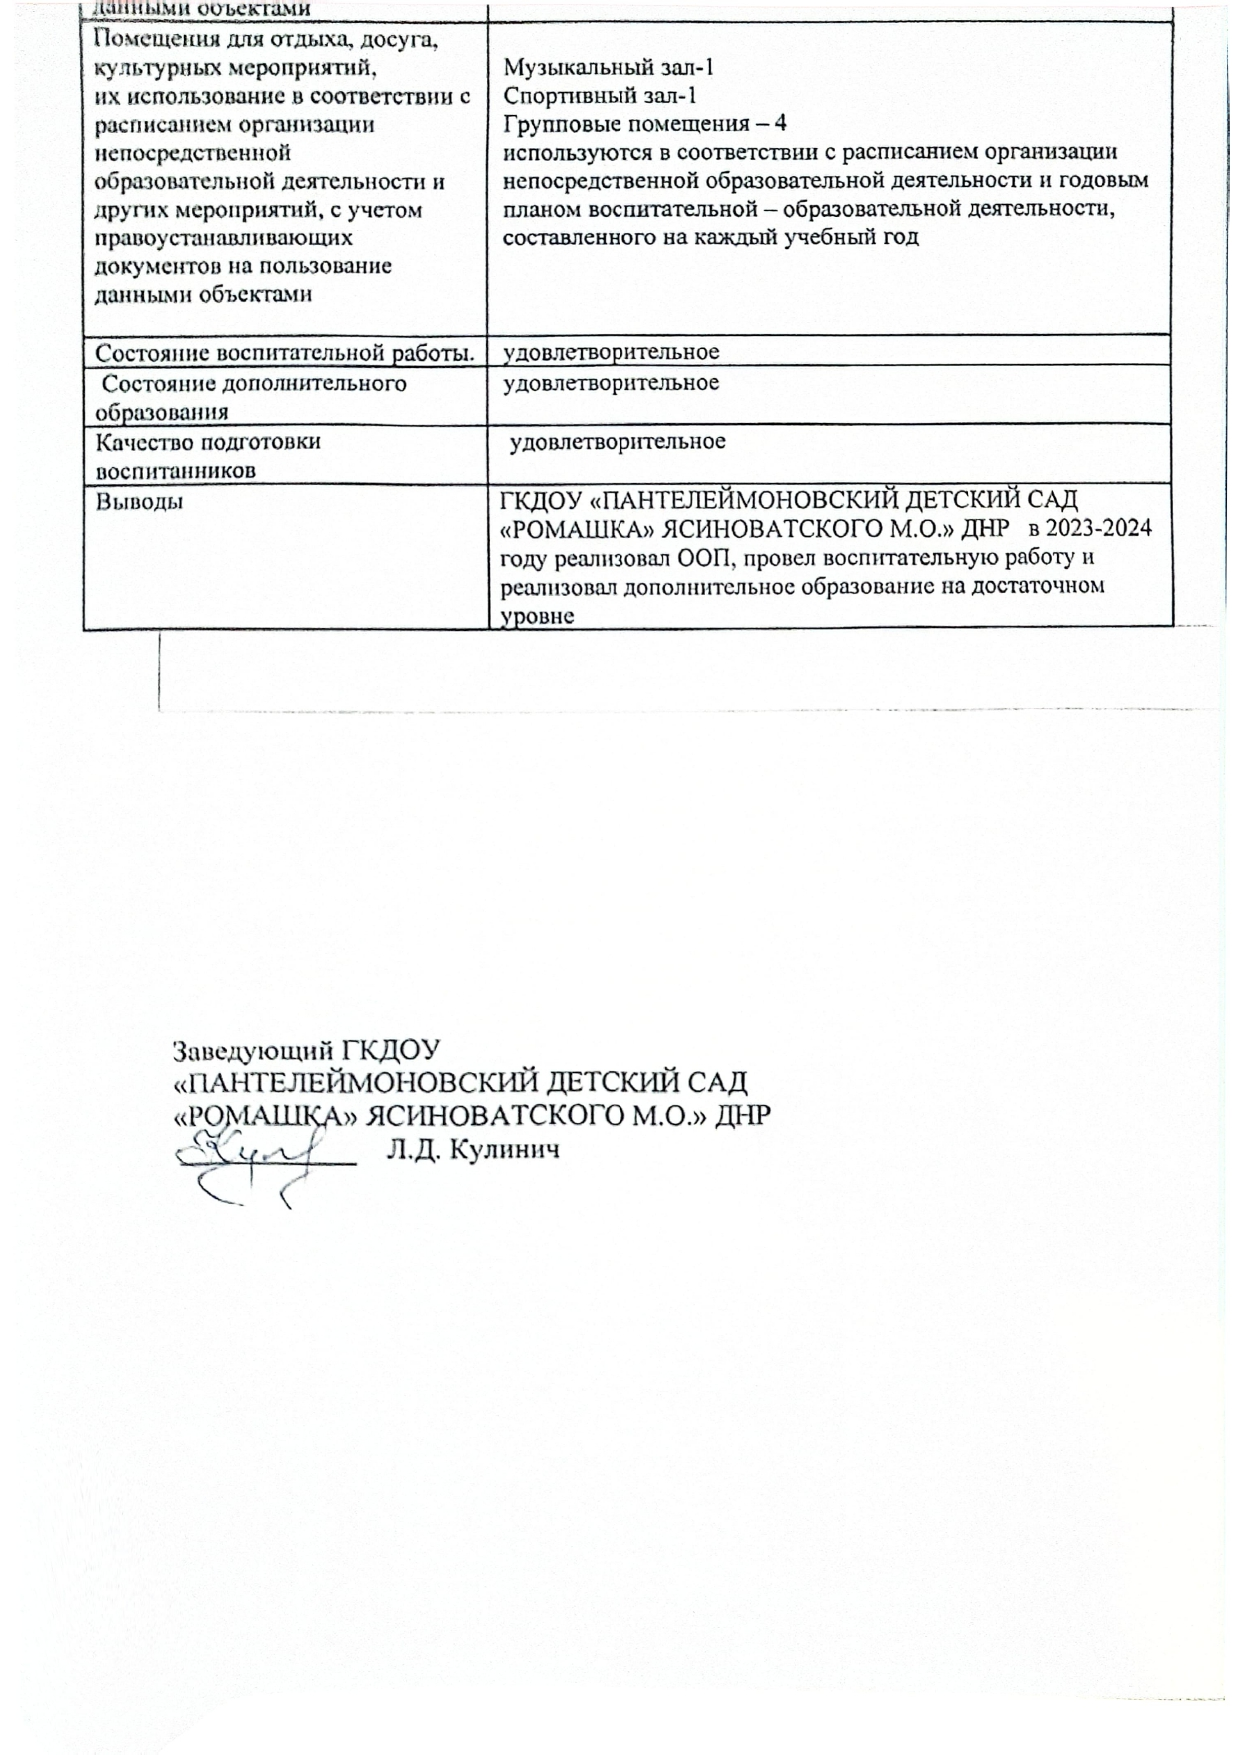 данными объектами
Помещения для отдыха, досуга,
культурных мероприятий,
их использование в соответствии с
расписанием организации
непосредственной
образовательной деятельности и
других мероприятий, с учетом
правоустанавливающих
документов на пользование
данными объектами
Музыкальный зал-1
Спортивный зал-1
Групповые помещения – 4
используются в соответствии с расписанием организации
непосредственной образовательной деятельности и годовым
планом воспитательной – образовательной деятельности,
составленного на каждый учебный год
Состояние воспитательной работы.
удовлетворительное
Состояние дополнительного
образования
удовлетворительное
Качество подготовки
воспитанников
удовлетворительное
Выводы
ГКДОУ «ПАНТЕЛЕЙМОНОВСКИЙ ДЕТСКИЙ САД
«РОМАШКА» ЯСИНОВАТСКОГО М.О.» ДНР в 2023-2024
году реализовал ООП, провел воспитательную работу и
реализовал дополнительное образование на достаточном
уровне
Заведующий ГКДОУ
«ПАНТЕЛЕЙМОНОВСКИЙ ДЕТСКИЙ САД
«РОМАШКА» ЯСИНОВАТСКОГО М.О.» ДНР
Л.Д. Кулинич